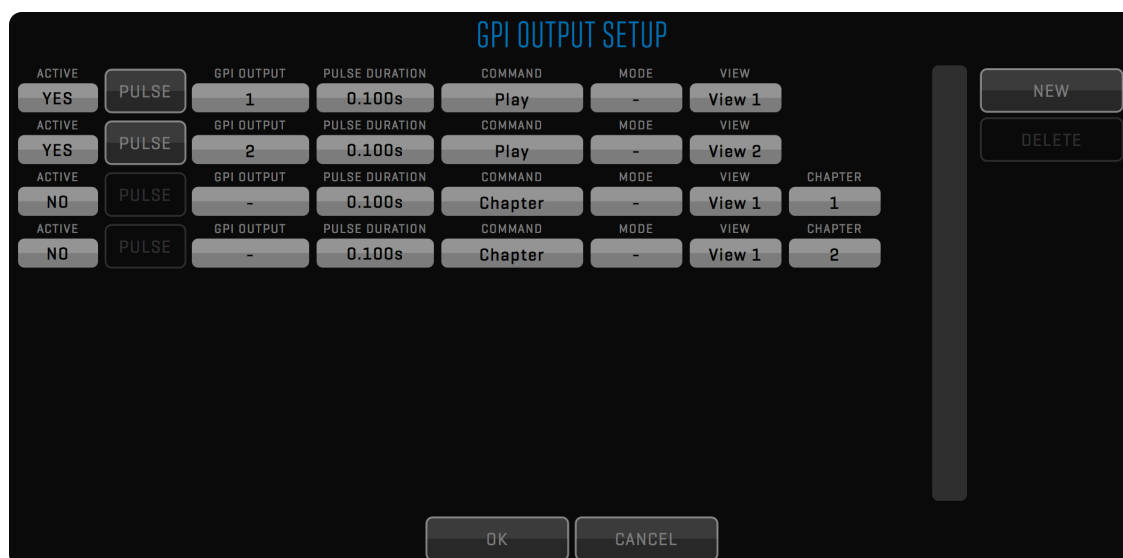 GPI OUTPUT SETUP
ACTIVE GPI OUTPUT PULSE DURATION COMMAND MODE VIEW
YES PULSE 1 0.100s Play - View 1 NEW
ACTIVE GPI OUTPUT PULSE DURATION COMMAND MODE VIEW
YES PULSE 2 0.100s Play - View 2 DELETE
ACTIVE GPI OUTPUT PULSE DURATION COMMAND MODE VIEW CHAPTER
NO PULSE - 0.100s Chapter - View 1 1
ACTIVE GPI OUTPUT PULSE DURATION COMMAND MODE VIEW CHAPTER
NO PULSE - 0.100s Chapter - View 1 2
OK CANCEL